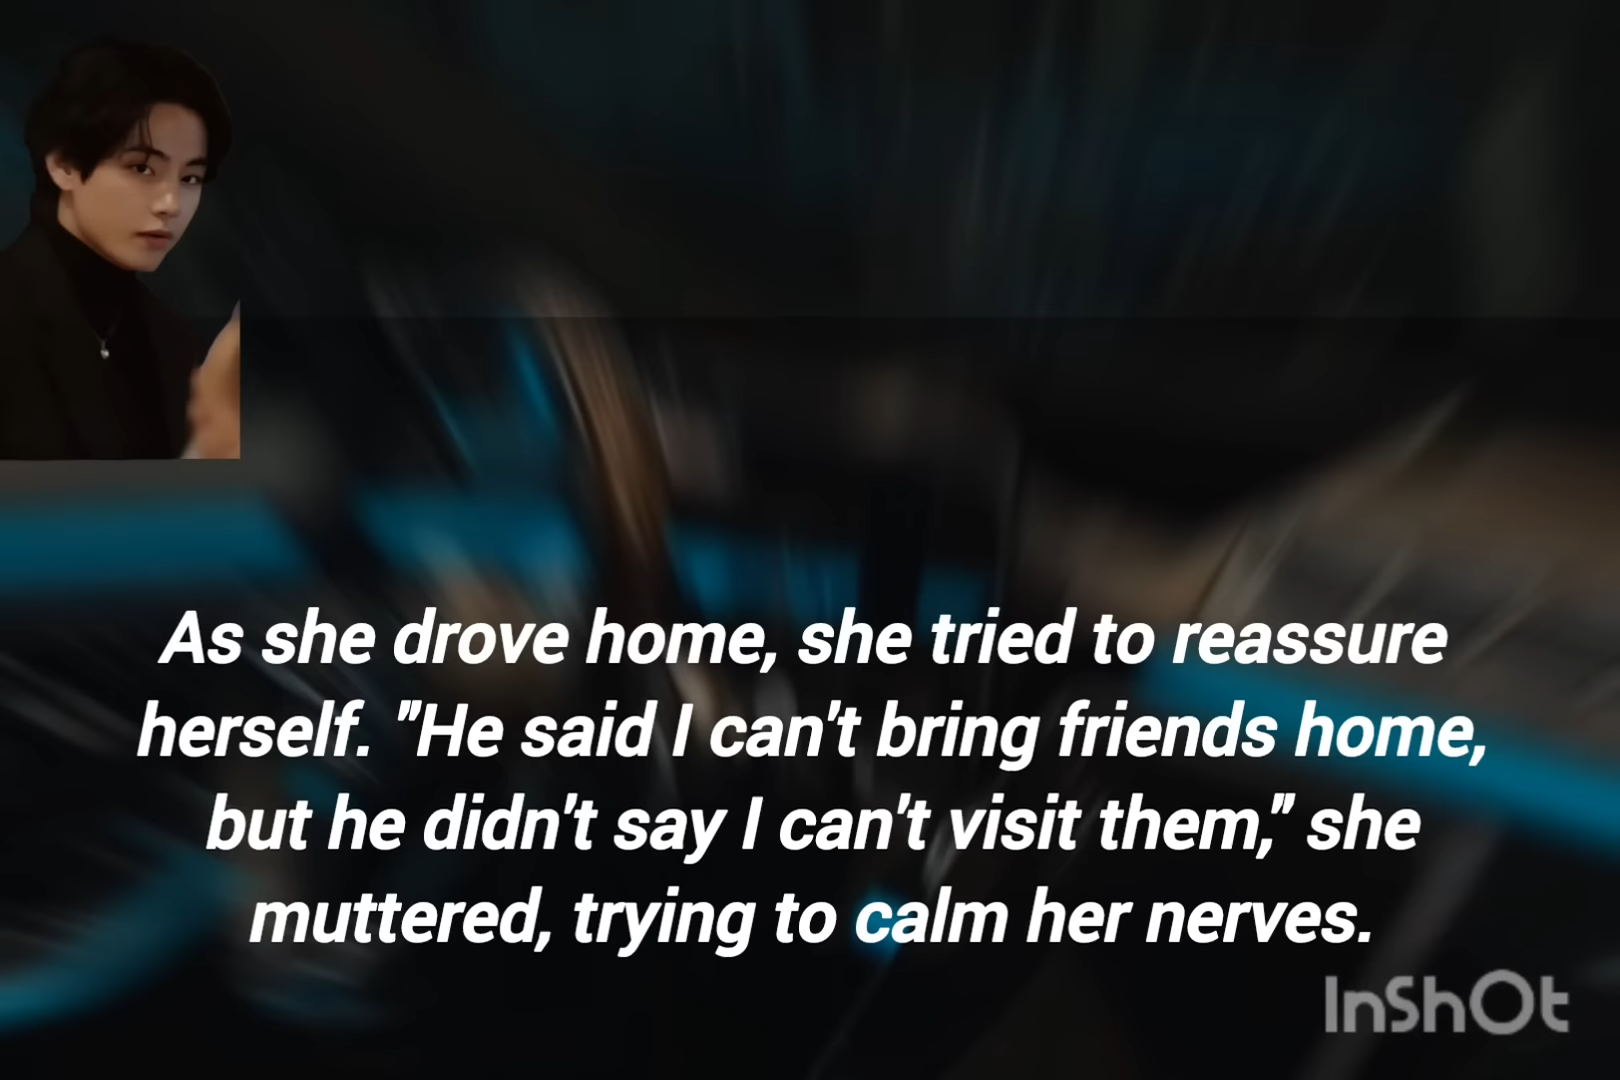 As she drove home, she tried to reassure
herself. "He said I can't bring friends home,
but he didn't say I can't visit them," she
muttered, trying to calm her nerves.
InShOt